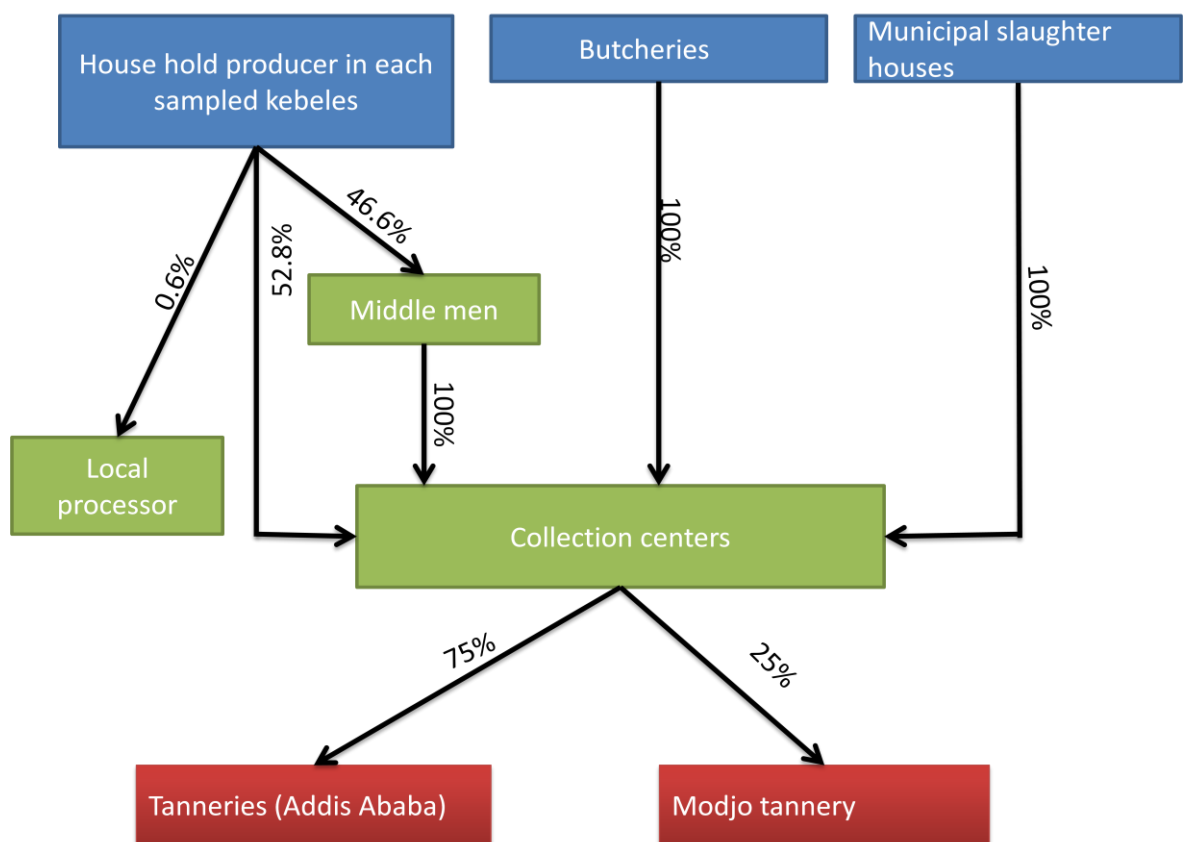 House hold producer in each
sampled kebeles
Butcheries
Municipal slaughter
houses
46.6%
0.6%
52.8%
100%
100%
Middle men
100%
Local
processor
Collection centers
75%
25%
Tanneries (Addis Ababa)
Modjo tannery